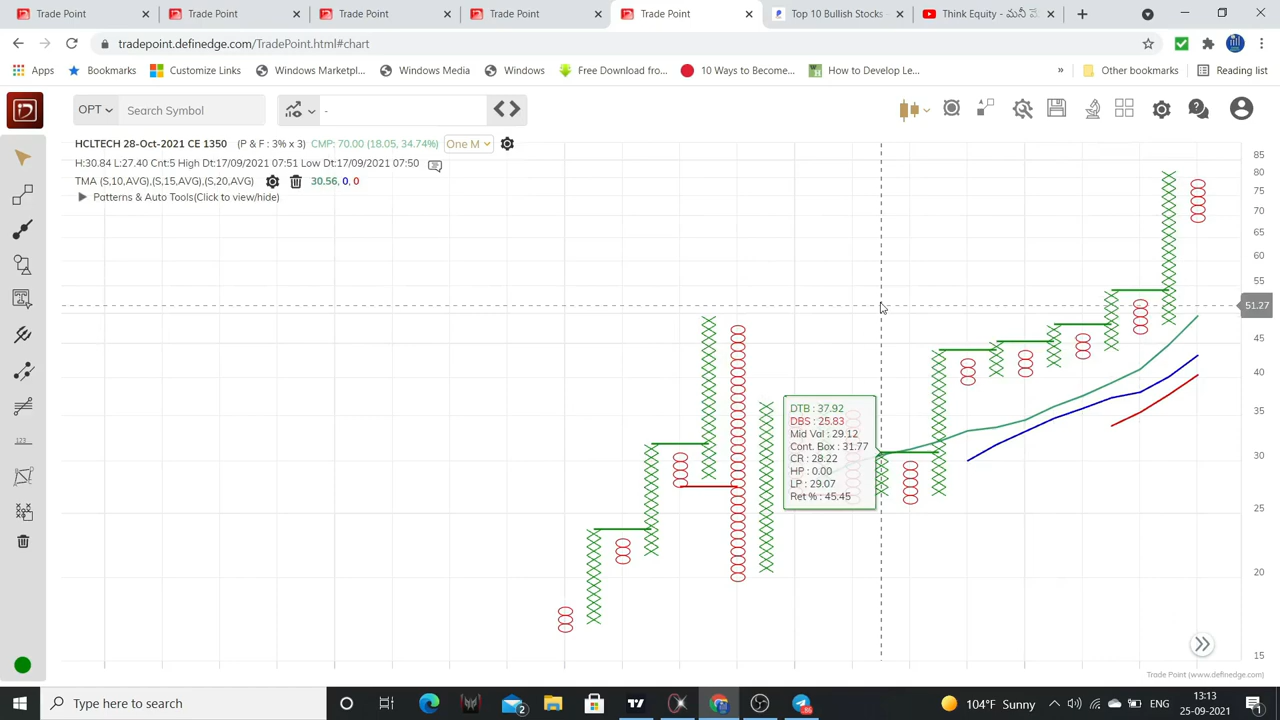 Trade Point
Trade Point
Trade Point
Trade Point
Trade Point
Top 10 Bullish Stocks
Think Equity - మనీ
tradepoint.definedge.com/TradePoint.html#chart
Apps
Bookmarks
Customize Links
Windows Marketpl...
Windows Media
Windows
Free Download fro...
10 Ways to Become...
How to Develop Le...
»
Other bookmarks
Reading list
OPT
Search Symbol
-
HCLTECH 28-Oct-2021 CE 1350 (P & F : 3% x 3) CMP: 70.00 (18.05, 34.74%) One M
H:30.84 L:27.40 Cnt:5 High Dt:17/09/2021 07:51 Low Dt:17/09/2021 07:50
TMA (S,10,AVG),(S,15,AVG),(S,20,AVG) 30.56, 0, 0
Patterns & Auto Tools(Click to view/hide)
85
80
75
70
65
60
55
51.27
45
40
35
30
25
20
15
DTB : 37.92
DBS : 25.83
Mid Val : 29.12
Cont. Box : 31.77
CR : 28.22
HP : 0.00
LP : 29.07
Ret % : 45.45
123
Trade Point (www.definedge.com)
Type here to search
2
86
104°F Sunny
ENG
13:13
25-09-2021